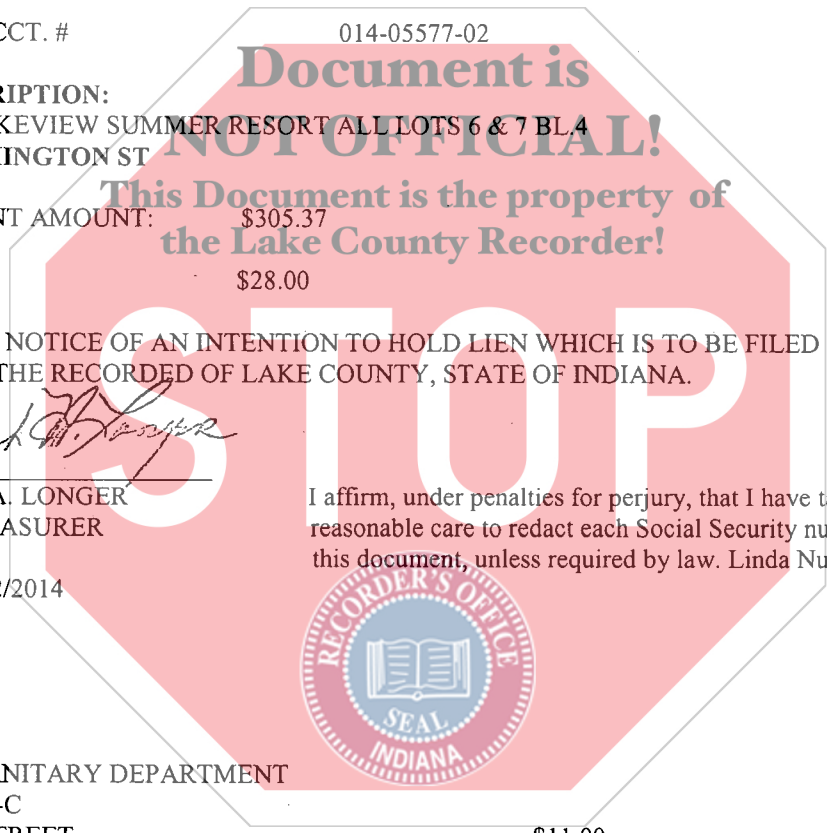 CCT. # 014-05577-02
Document is
RIPTION:
KEVIEW SUMMER RESORT ALL LOTS 6 & 7 BL.4
NOT OFFICIAL!
INGTON ST
This Document is the property of
NT AMOUNT: $305.37
the Lake County Recorder!
$28.00
STOP
NOTICE OF AN INTENTION TO HOLD LIEN WHICH IS TO BE FILED
THE RECORDED OF LAKE COUNTY, STATE OF INDIANA.
A. LONGER
ASURER
I affirm, under penalties for perjury, that I have t
reasonable care to redact each Social Security nu
this document, unless required by law. Linda Nu
2/2014
RECORDER'S OFFICE
SEAL
INDIANA
NITARY DEPARTMENT
-C
TREET $11.00